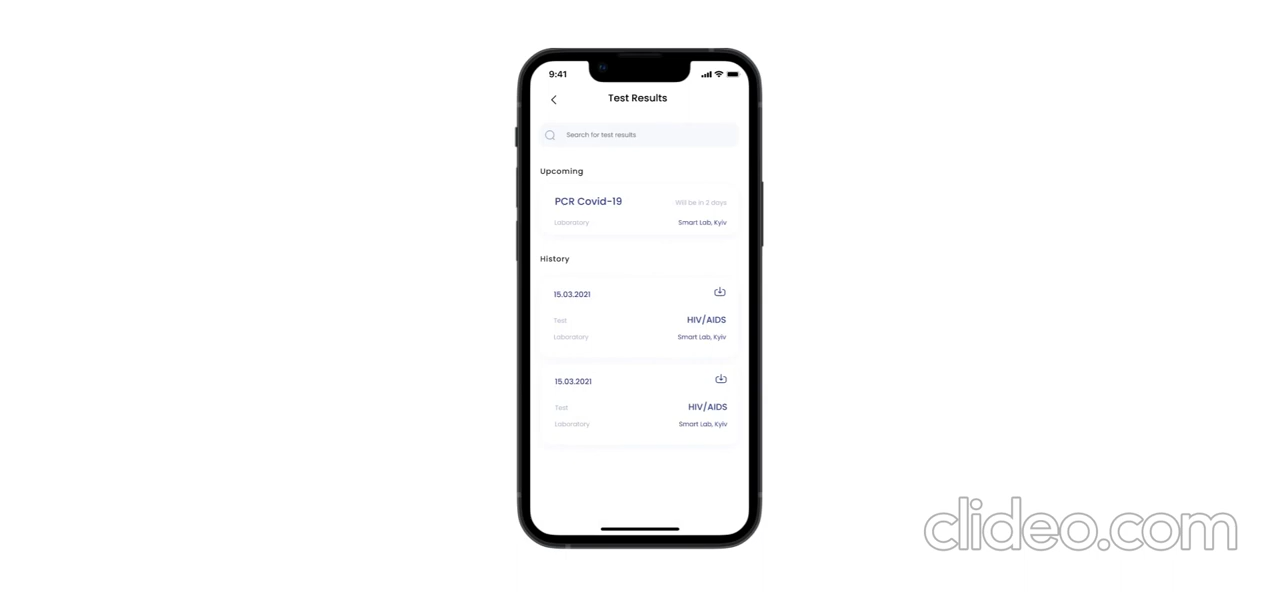 9:41
Test Results
Search for test results
Upcoming
PCR Covid-19 Will be in 2 days
Laboratory Smart Lab, Kyiv
History
15.03.2021
Test HIV/AIDS
Laboratory Smart Lab, Kyiv
15.03.2021
Test HIV/AIDS
Laboratory Smart Lab, Kyiv
clideo.com